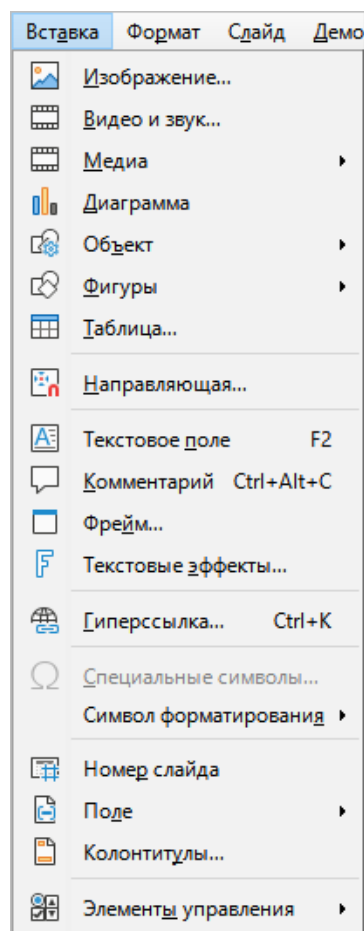 Вставка Формат Слайд Демо
Изображение...
Видео и звук...
Медиа
Диаграмма
Объект
Фигуры
Таблица...
Направляющая...
Текстовое поле F2
Комментарий Ctrl+Alt+C
Фрейм...
Текстовые эффекты...
Гиперссылка... Ctrl+K
Специальные символы...
Символ форматирования
Номер слайда
Поле
Колонтитулы...
Элементы управления